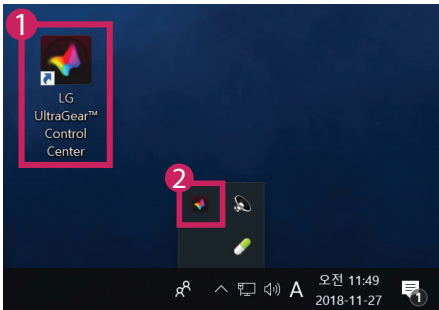 1
LG
UltraGear™
Control
Center
2
A
오전 11:49
2018-11-27
1